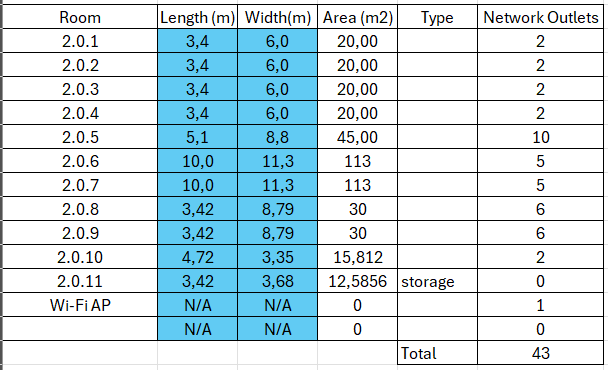 Room Length (m) Width(m) Area (m2) Type Network Outlets
2.0.1 3,4 6,0 20,00 2
2.0.2 3,4 6,0 20,00 2
2.0.3 3,4 6,0 20,00 2
2.0.4 3,4 6,0 20,00 2
2.0.5 5,1 8,8 45,00 10
2.0.6 10,0 11,3 113 5
2.0.7 10,0 11,3 113 5
2.0.8 3,42 8,79 30 6
2.0.9 3,42 8,79 30 6
2.0.10 4,72 3,35 15,812 2
2.0.11 3,42 3,68 12,5856 storage 0
Wi-Fi AP N/A N/A 0 1
N/A N/A 0 0
Total 43